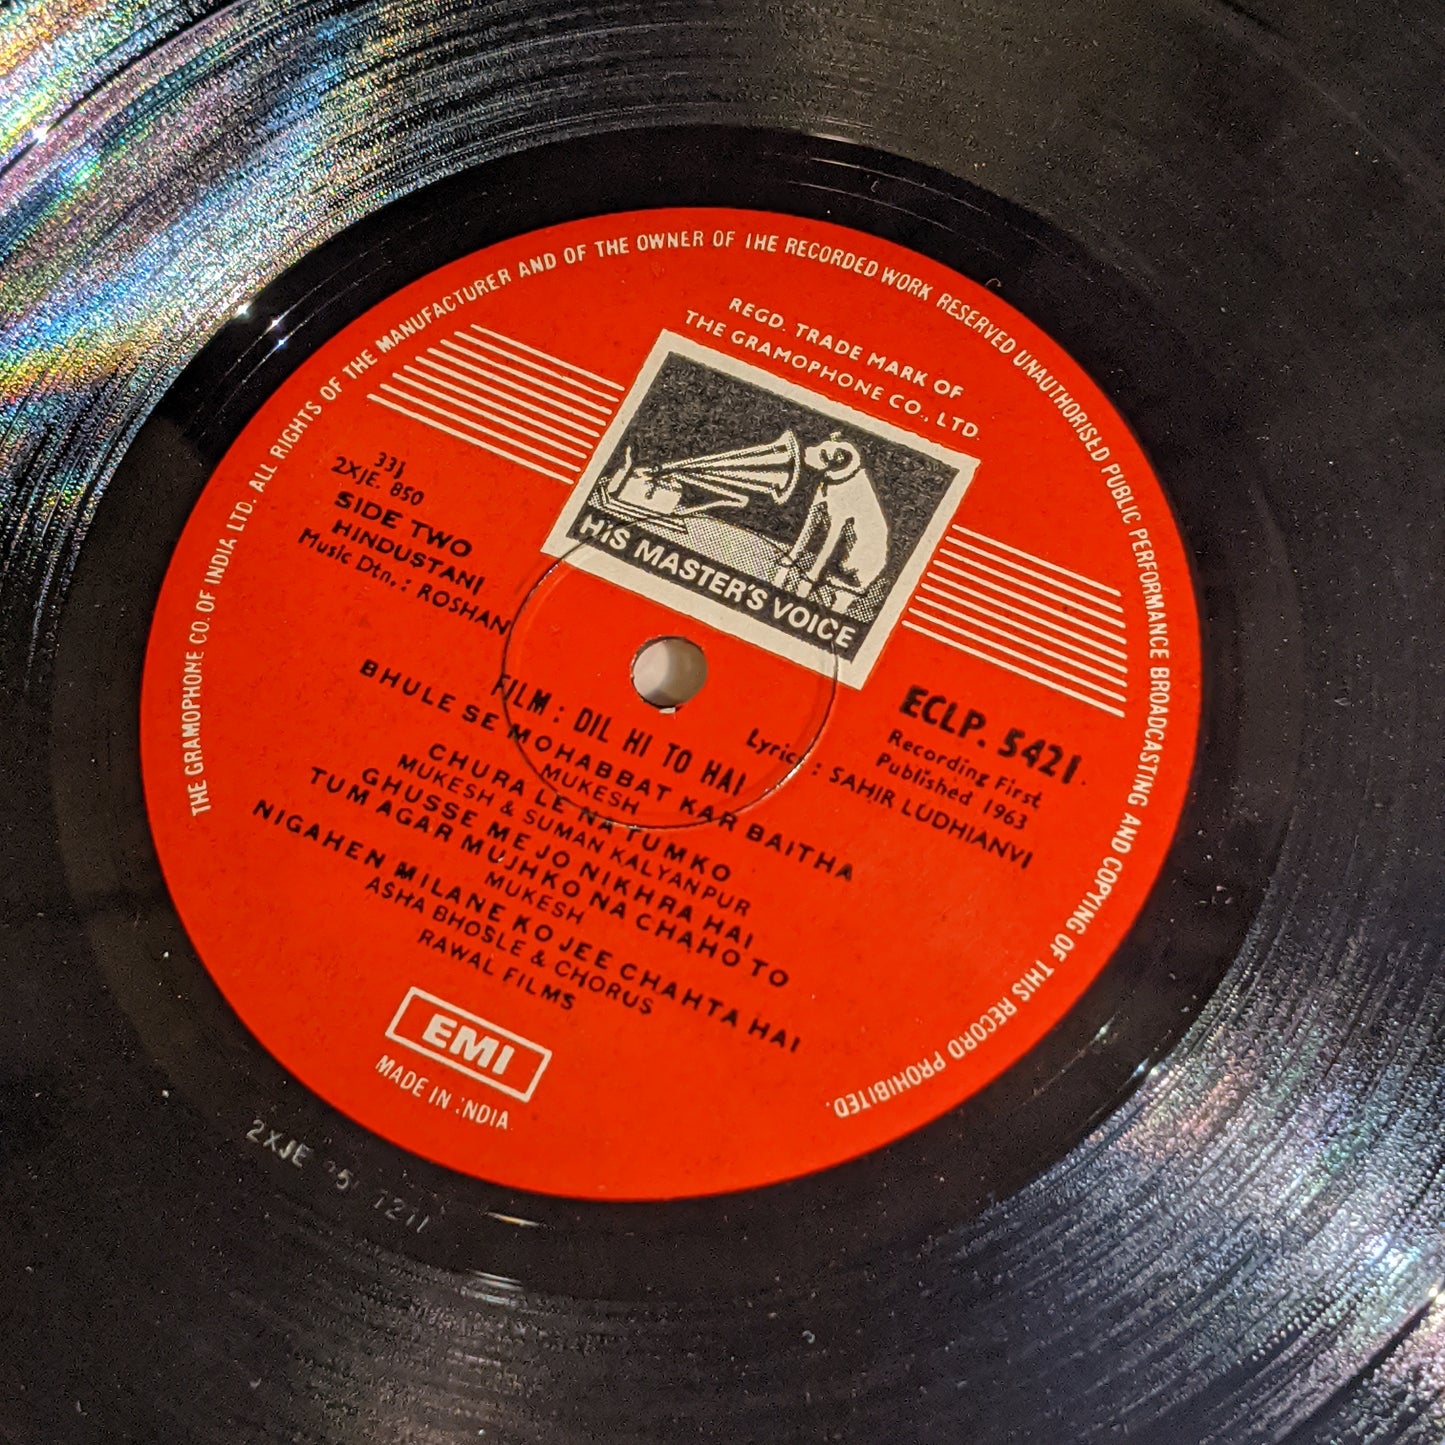 THE GRAMOPHONE CO. OF INDIA LTD. ALL RIGHTS OF THE MANUFACTURER AND OF THE OWNER OF THE RECORDED WORK RESERVED UNAUTHORISED PUBLIC PERFORMANCE BROADCASTING AND COPYING OF THIS RECORD PROHIBITED.
REGD. TRADE MARK OF
THE GRAMOPHONE CO., LTD.
HIS MASTER'S VOICE
33⅓
2XJE. 850
SIDE TWO
HINDUSTANI
Music Dtn. : ROSHAN
ECLP. 5421
Recording First
Published 1963
Lyrics : SAHIR LUDHIANVI
FILM : DIL HI TO HAI
BHULE SE MOHABBAT KAR BAITHA
MUKESH
CHURA LE NA TUMKO
MUKESH & SUMAN KALYANPUR
GHUSSE ME JO NIKHRA HAI
TUM AGAR MUJHKO NA CHAHO TO
MUKESH
NIGAHEN MILANE KO JEE CHAHTA HAI
ASHA BHOSLE & CHORUS
RAWAL FILMS
EMI
MADE IN INDIA
2XJE